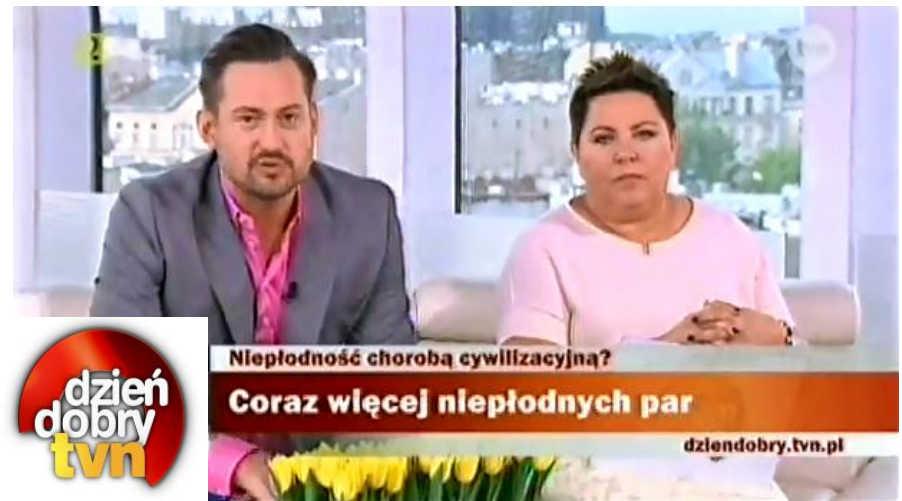 Niepłodność chorobą cywilizacyjną?
Coraz więcej niepłodnych par
dziendobry.tvn.pl
dzień
dobry
tvn